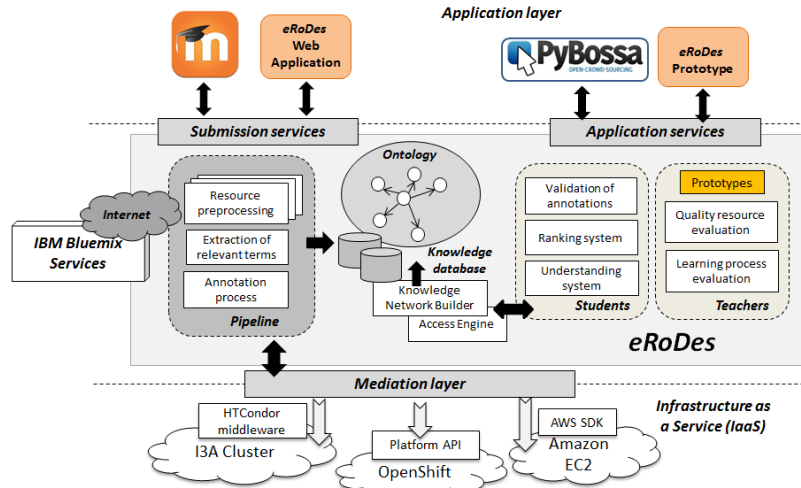 Application layer
m
eRoDes
Web
Application
PyBossa
OPEN-CROWD-SOURCING
eRoDes
Prototype
Submission services
Application services
Ontology
Resource
preprocessing
Internet
IBM Bluemix
Services
Extraction of
relevant terms
Annotation
process
Pipeline
Knowledge
database
Knowledge
Network Builder
Access Engine
Validation of
annotations
Ranking system
Understanding
system
Students
Prototypes
Quality resource
evaluation
Learning process
evaluation
Teachers
eRoDes
Mediation layer
HTCondor
middleware
I3A Cluster
Platform API
OpenShift
AWS SDK
Amazon
EC2
Infrastructure as
a Service (IaaS)